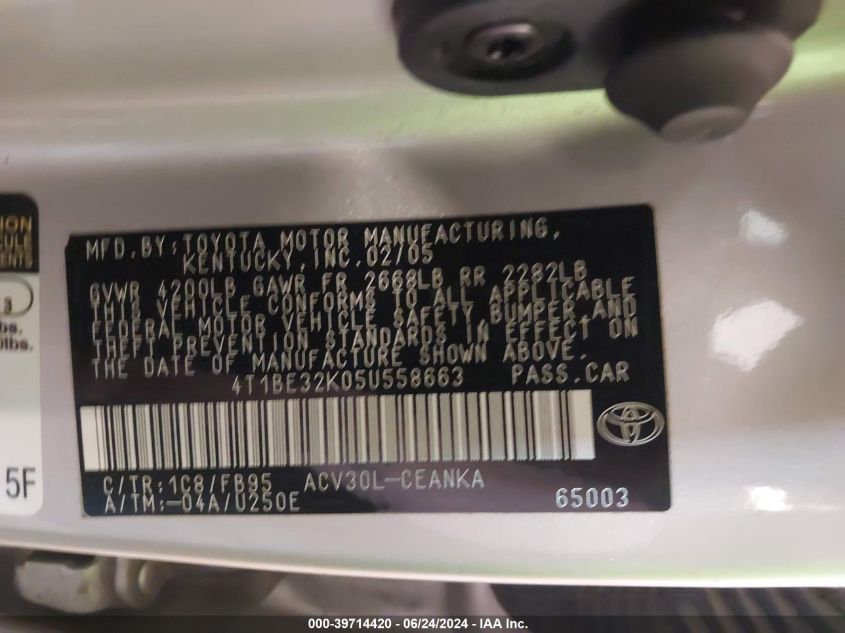 MFD. BY: TOYOTA MOTOR MANUFACTURING,
KENTUCKY, INC. 02/05
GVWR 4200LB GAWR FR 2668LB RR 2282LB
THIS VEHICLE CONFORMS TO ALL APPLICABLE
FEDERAL MOTOR VEHICLE SAFETY, BUMPER, AND
THEFT PREVENTION STANDARDS IN EFFECT ON
THE DATE OF MANUFACTURE SHOWN ABOVE.
4T1BE32K05U558663 PASS. CAR
C/TR: 1C8/FB95 ACV30L-CEANKA
A/TM:-04A/U250E 65003
3
lbs.
5F
000-39714420 - 06/24/2024 - IAA Inc.